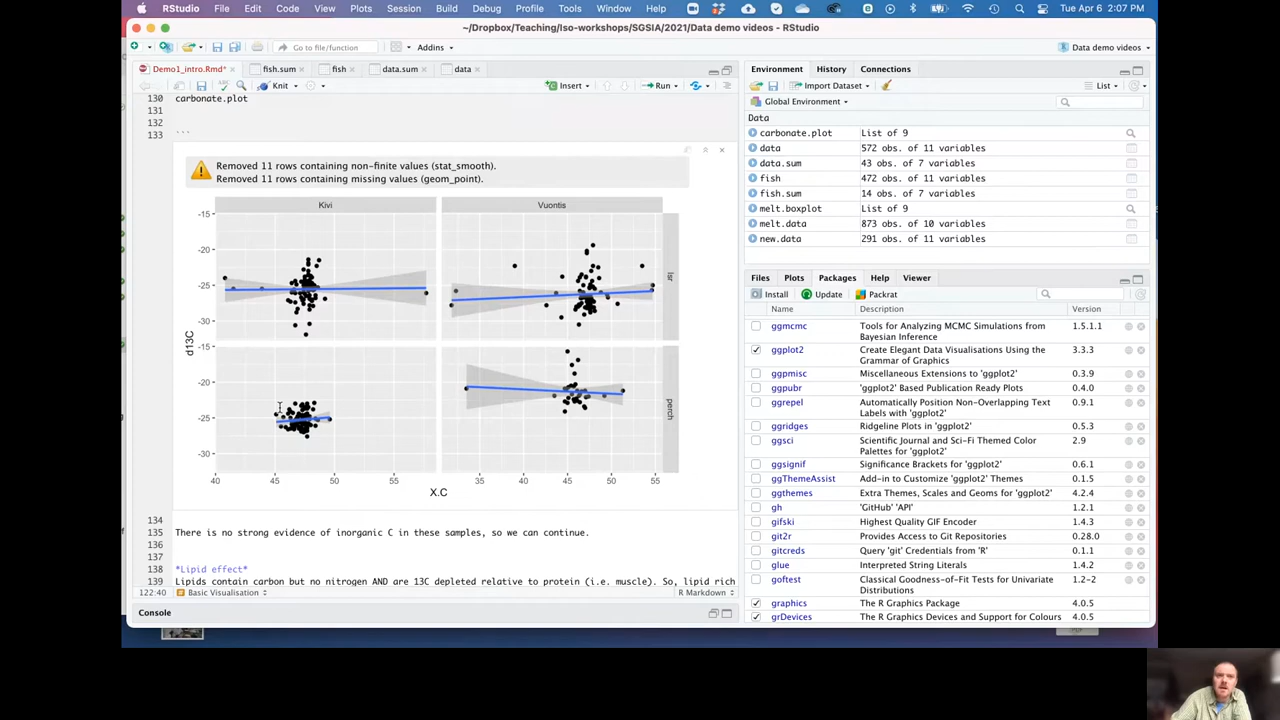 RStudio File Edit Code View Plots Session Build Debug Profile Tools Window Help Tue Apr 6 2:07 PM
~/Dropbox/Teaching/Iso-workshops/SGSIA/2021/Data demo videos - RStudio
Go to file/function Addins Data demo videos
Demo1_intro.Rmd* fish.sum fish data.sum data
Knit Insert Run
130 carbonate.plot
131
132
133 ```
Removed 11 rows containing non-finite values (stat_smooth).
Removed 11 rows containing missing values (geom_point).
Kivi Vuontis
-15
-20
-25
-30
lsr
-15
-20
-25
-30
perch
d13C
40 45 50 55 35 40 45 50 55
X.C
134
135 There is no strong evidence of inorganic C in these samples, so we can continue.
136
137
138 *Lipid effect*
139 Lipids contain carbon but no nitrogen AND are 13C depleted relative to protein (i.e. muscle). So, lipid rich
122:40 Basic Visualisation R Markdown
Console
Environment History Connections
Import Dataset List
Global Environment
Data
carbonate.plot List of 9
data 572 obs. of 11 variables
data.sum 43 obs. of 7 variables
fish 472 obs. of 11 variables
fish.sum 14 obs. of 7 variables
melt.boxplot List of 9
melt.data 873 obs. of 10 variables
new.data 291 obs. of 11 variables
Files Plots Packages Help Viewer
Install Update Packrat
Name Description Version
ggmcmc Tools for Analyzing MCMC Simulations from 1.5.1.1
Bayesian Inference
ggplot2 Create Elegant Data Visualisations Using the 3.3.3
Grammar of Graphics
ggpmisc Miscellaneous Extensions to 'ggplot2' 0.3.9
ggpubr 'ggplot2' Based Publication Ready Plots 0.4.0
ggrepel Automatically Position Non-Overlapping Text 0.9.1
Labels with 'ggplot2'
ggridges Ridgeline Plots in 'ggplot2' 0.5.3
ggsci Scientific Journal and Sci-Fi Themed Color 2.9
Palettes for 'ggplot2'
ggsignif Significance Brackets for 'ggplot2' 0.6.1
ggThemeAssist Add-in to Customize 'ggplot2' Themes 0.1.5
ggthemes Extra Themes, Scales and Geoms for 'ggplot2' 4.2.4
gh 'GitHub' 'API' 1.2.1
gifski Highest Quality GIF Encoder 1.4.3
git2r Provides Access to Git Repositories 0.28.0
gitcreds Query 'git' Credentials from 'R' 0.1.1
glue Interpreted String Literals 1.4.2
goftest Classical Goodness-of-Fit Tests for Univariate 1.2-2
Distributions
graphics The R Graphics Package 4.0.5
grDevices The R Graphics Devices and Support for Colours 4.0.5